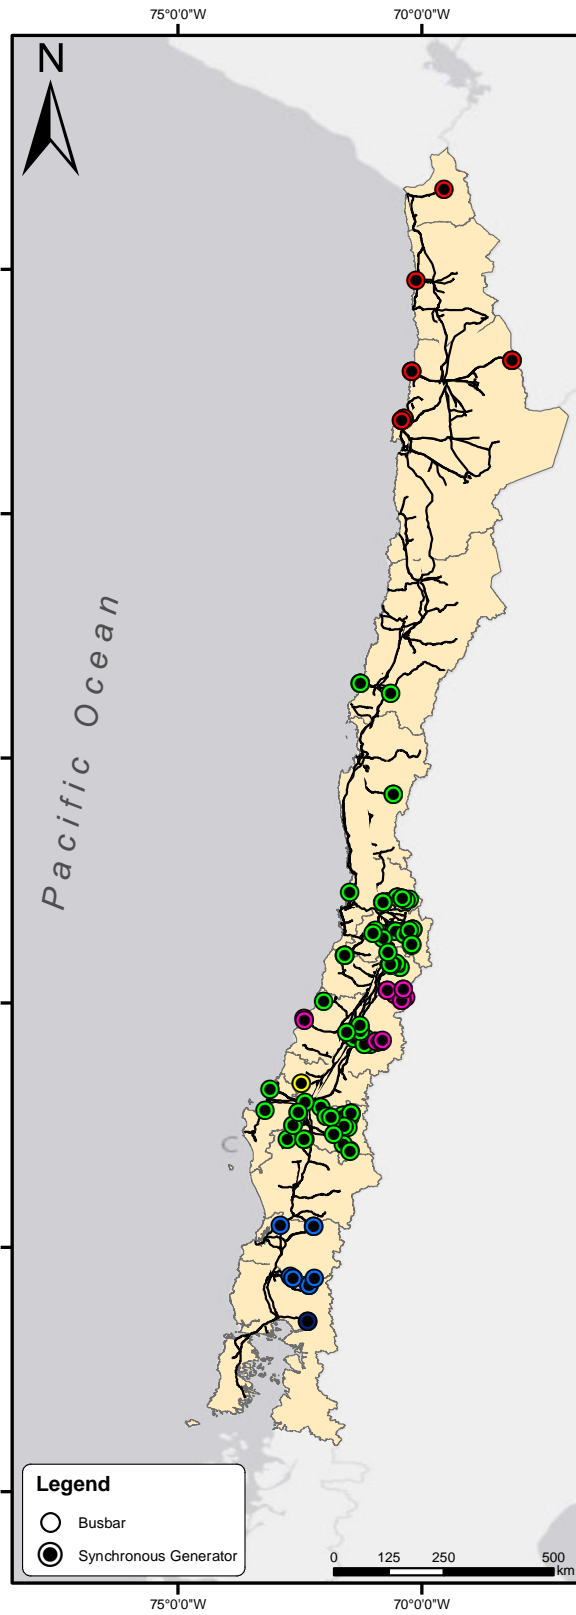 75°0'0"W 70°0'0"W
N
Pacific Ocean
Legend
Busbar
Synchronous Generator
0 125 250 500
km
75°0'0"W 70°0'0"W